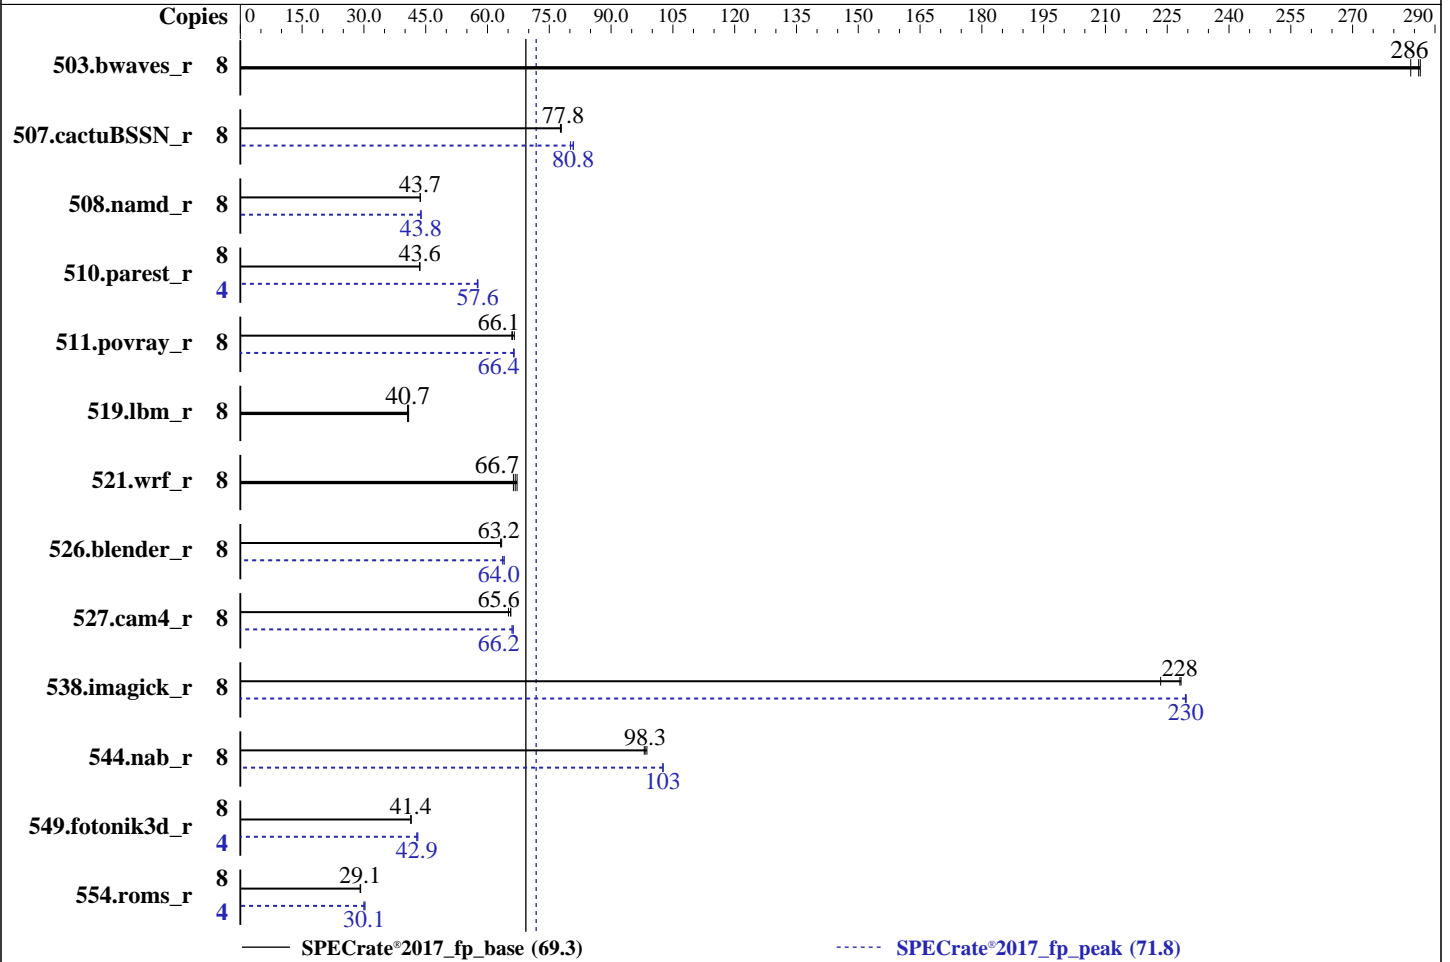 Copies 0 15.0 30.0 45.0 60.0 75.0 90.0 105 120 135 150 165 180 195 210 225 240 255 270 290
503.bwaves_r 8 286
507.cactuBSSN_r 8 77.8
80.8
508.namd_r 8 43.7
43.8
510.parest_r 8 43.6
4 57.6
511.povray_r 8 66.1
66.4
519.lbm_r 8 40.7
521.wrf_r 8 66.7
526.blender_r 8 63.2
64.0
527.cam4_r 8 65.6
66.2
538.imagick_r 8 228
230
544.nab_r 8 98.3
103
549.fotonik3d_r 8 41.4
4 42.9
554.roms_r 8 29.1
4 30.1
SPECrate®2017_fp_base (69.3) SPECrate®2017_fp_peak (71.8)